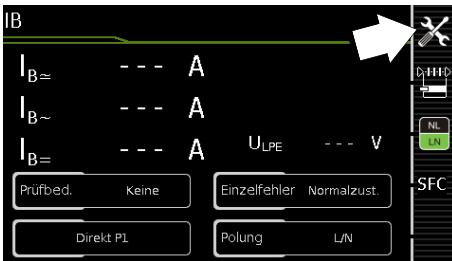 IB
IB≃ --- A
IB~ --- A
IB= --- A
ULPE --- V
Prüfbed. Keine
Einzelfehler Normalzust.
Direkt P1
Polung L/N
NL
LN
SFC